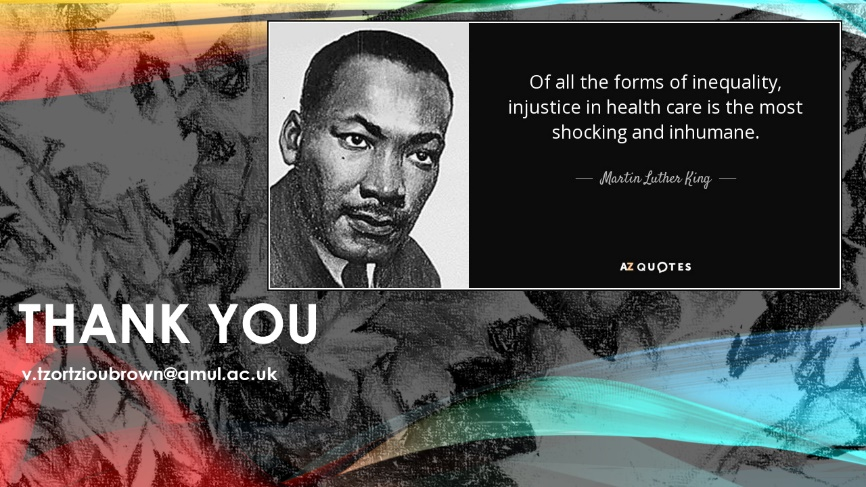 Of all the forms of inequality,
injustice in health care is the most
shocking and inhumane.
Martin Luther King
AZ QUOTES
THANK YOU
v.tzortzioubrown@qmul.ac.uk